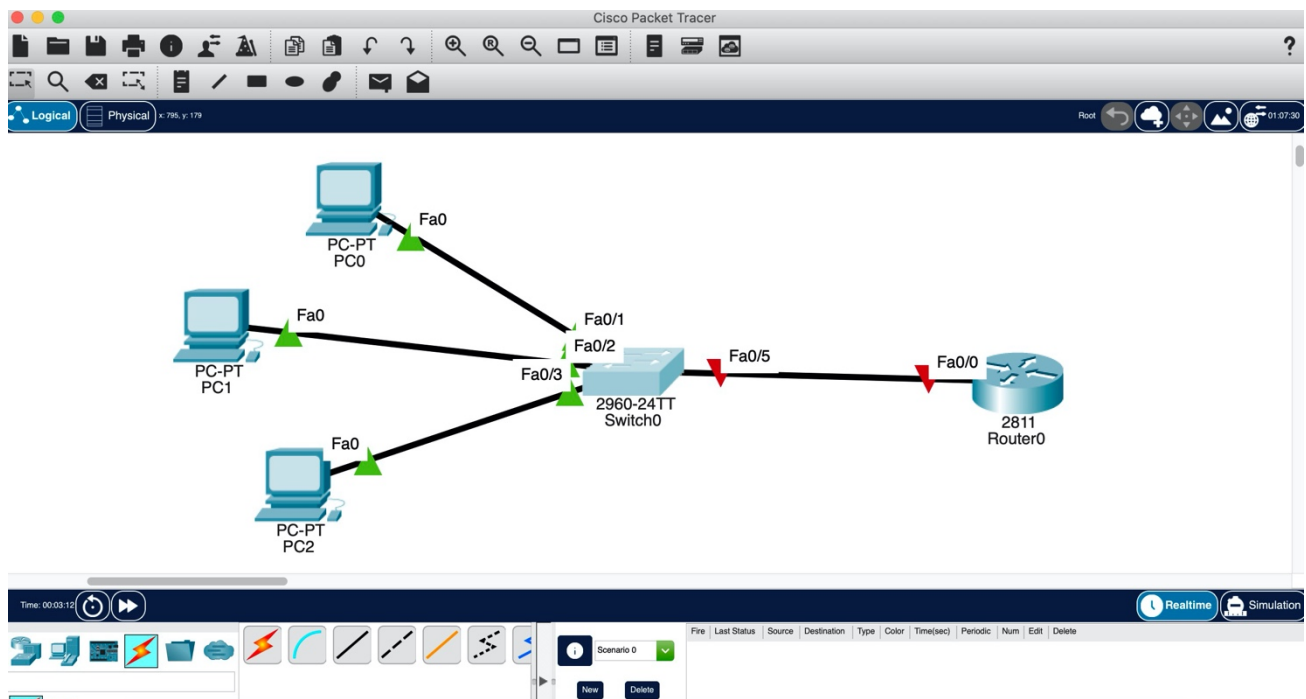 Cisco Packet Tracer
?
Logical
Physical
x: 795, y: 179
Root
01:07:30
Fa0
PC-PT
PC0
Fa0
PC-PT
PC1
Fa0/1
Fa0/2
Fa0/3
Fa0/5
Fa0/0
2960-24TT
Switch0
2811
Router0
Fa0
PC-PT
PC2
Time: 00:03:12
Realtime
Simulation
Scenario 0
New
Delete
Fire Last Status Source Destination Type Color Time(sec) Periodic Num Edit Delete